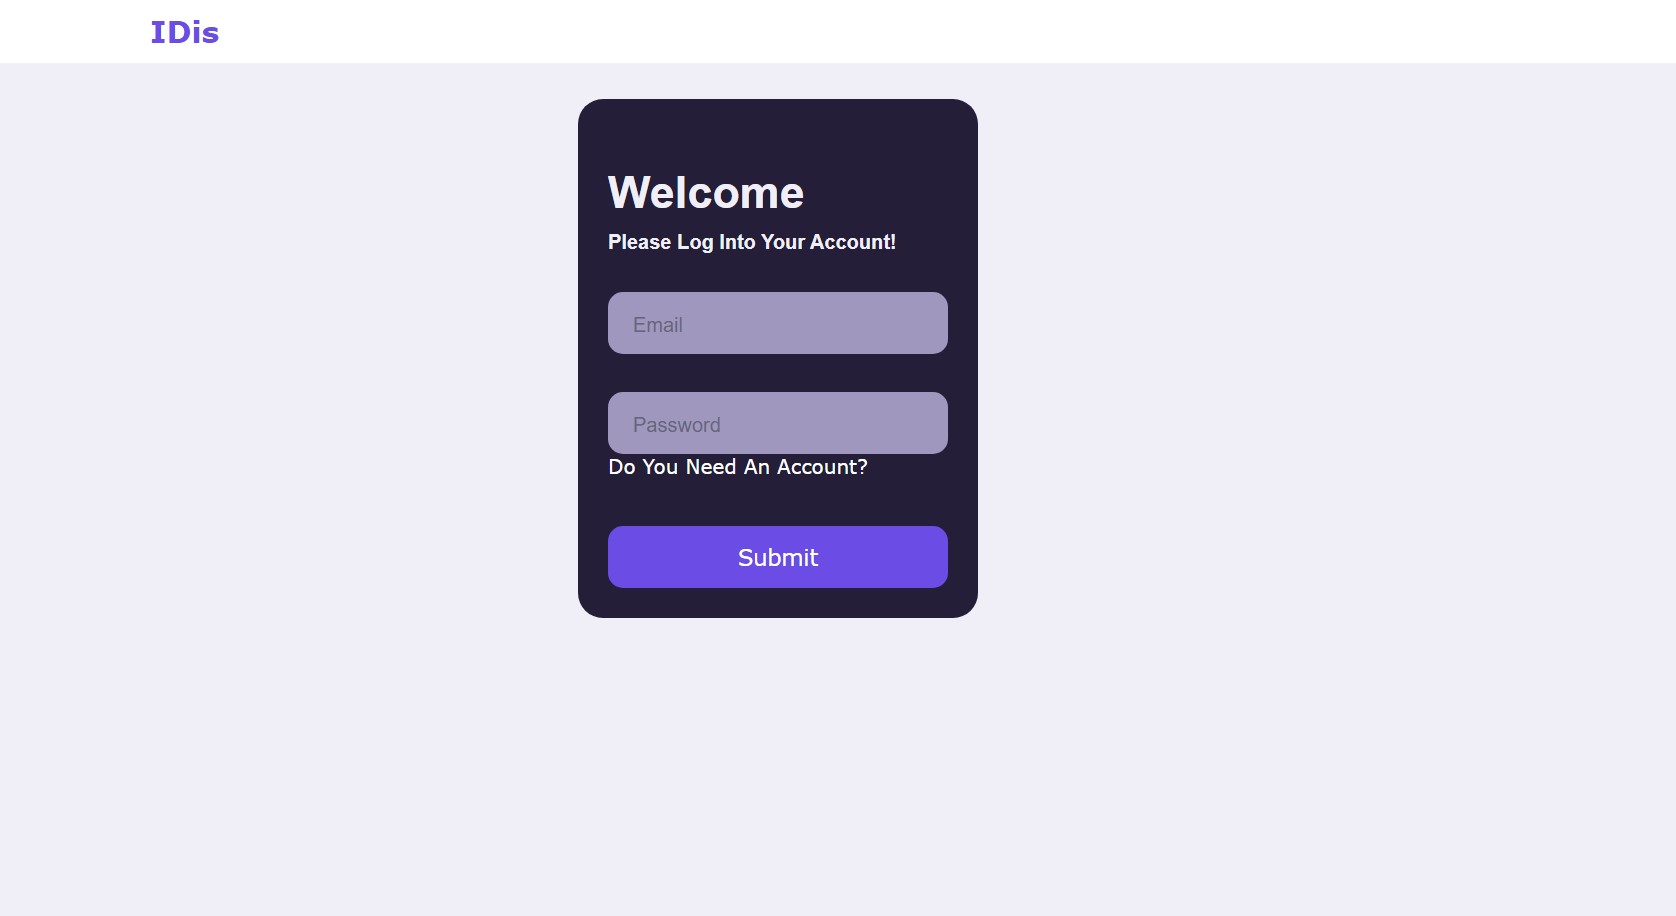 IDis
Welcome
Please Log Into Your Account!
Email
Password
Do You Need An Account?
Submit